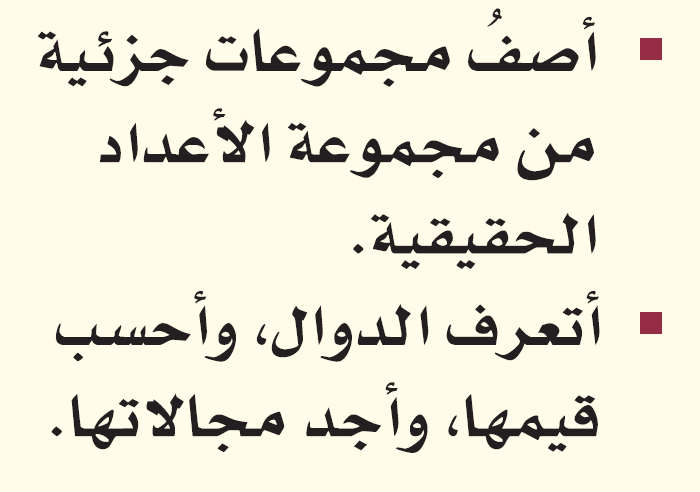 أصفُ مجموعات جزئية
من مجموعة الأعداد
الحقيقية.
أتعرف الدوال، وأحسب
قيمها، وأجد مجالاتها.